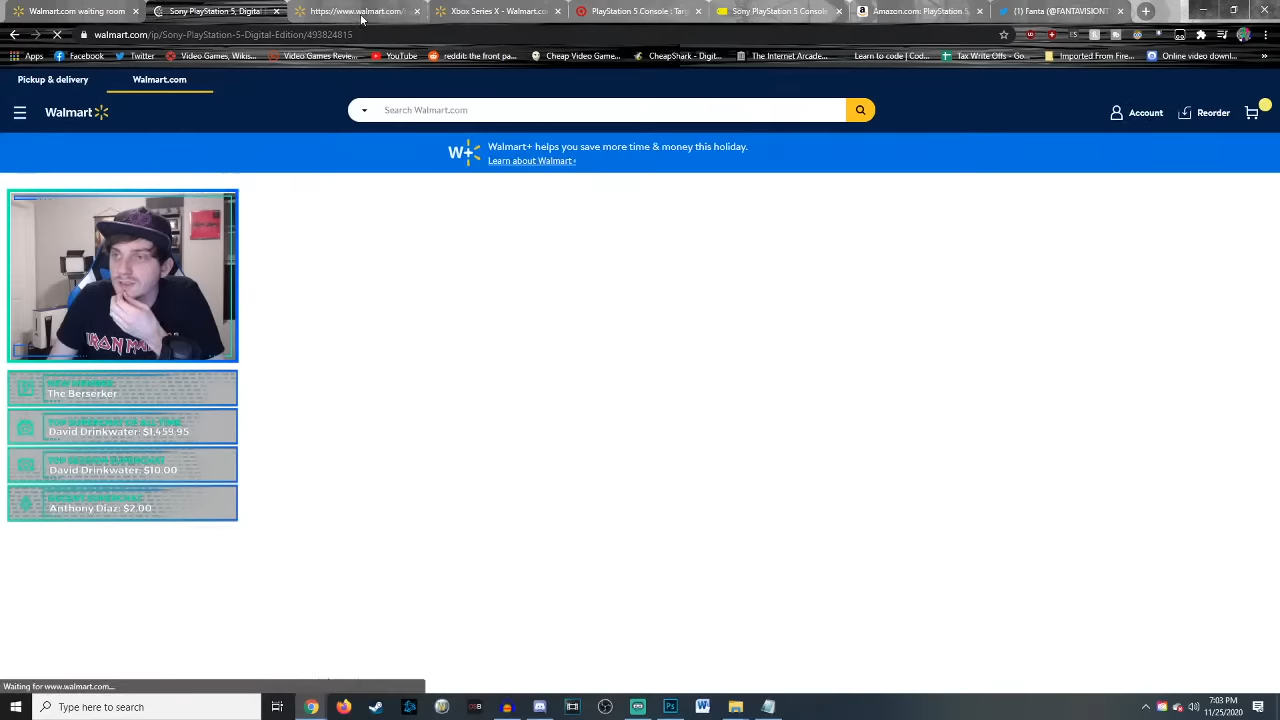 Walmart.com waiting room
Sony PlayStation 5, Digital
https://www.walmart.com/
Xbox Series X - Walmart.com
PlayStation 5 Console : Ta
Sony PlayStation 5 Consol
Amazon.com: PlayStation
(1) Fanta (@FANTAVISION
walmart.com/ip/Sony-PlayStation-5-Digital-Edition/493824815
Apps
Facebook
Twitter
Video Games, Wikis...
Video Games Revie...
YouTube
reddit: the front pa...
Cheap Video Game...
CheapShark - Digit...
The Internet Arcade...
Learn to code | Cod...
Tax Write Offs - Go...
Imported From Fire...
Online video downl...
Pickup & delivery
Walmart.com
Walmart
Search Walmart.com
Account
Reorder
W+
Walmart+ helps you save more time & money this holiday.
Learn about Walmart+
IRON MA
The Berserker
David Drinkwater: $1,459.95
David Drinkwater: $10.00
Anthony Diaz: $2.00
Waiting for www.walmart.com...
Type here to search
7:03 PM
11/25/2020